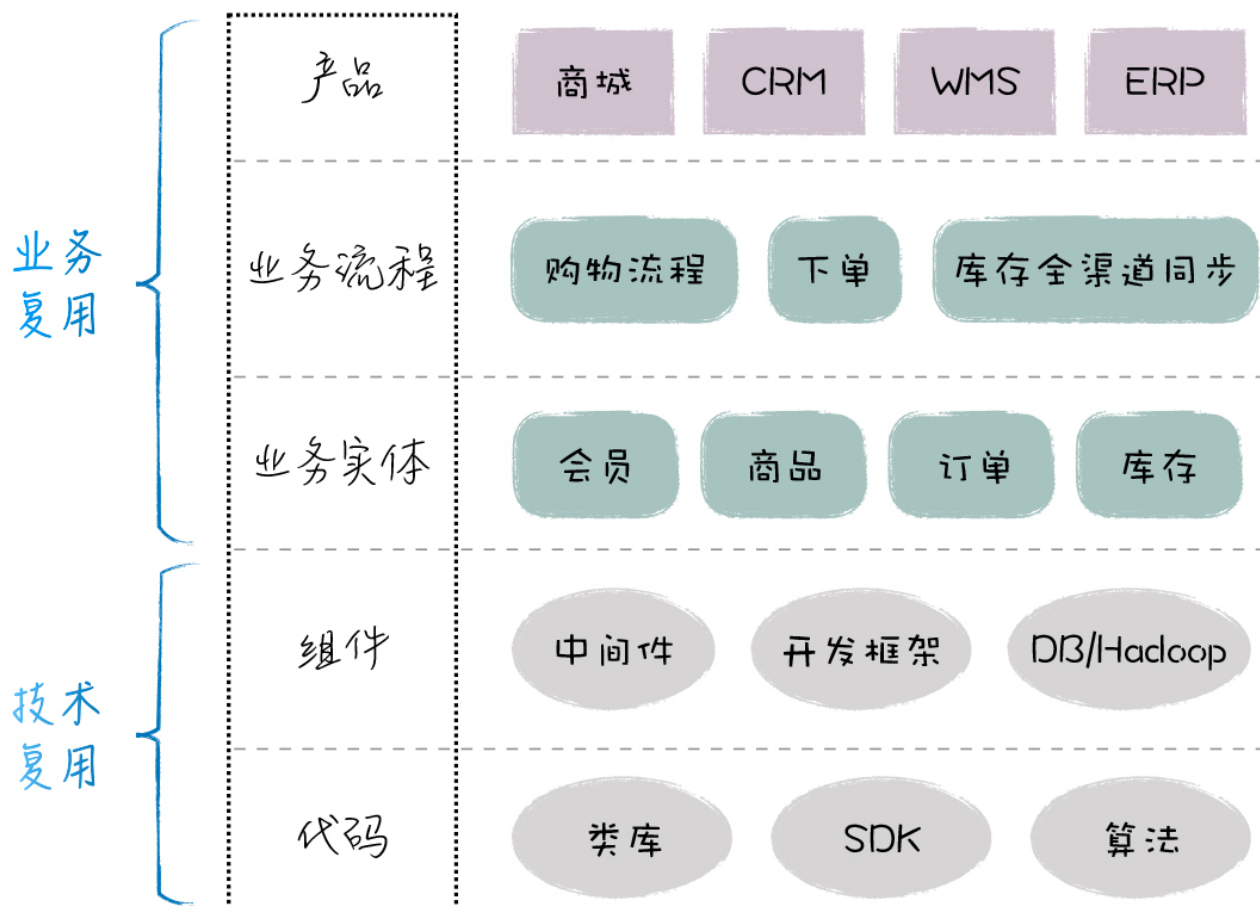 产品
商城
CRM
WMS
ERP
业务
复用
业务流程
购物流程
下单
库存全渠道同步
业务实体
会员
商品
订单
库存
技术
复用
组件
中间件
开发框架
DB/Hadoop
代码
类库
SDK
算法